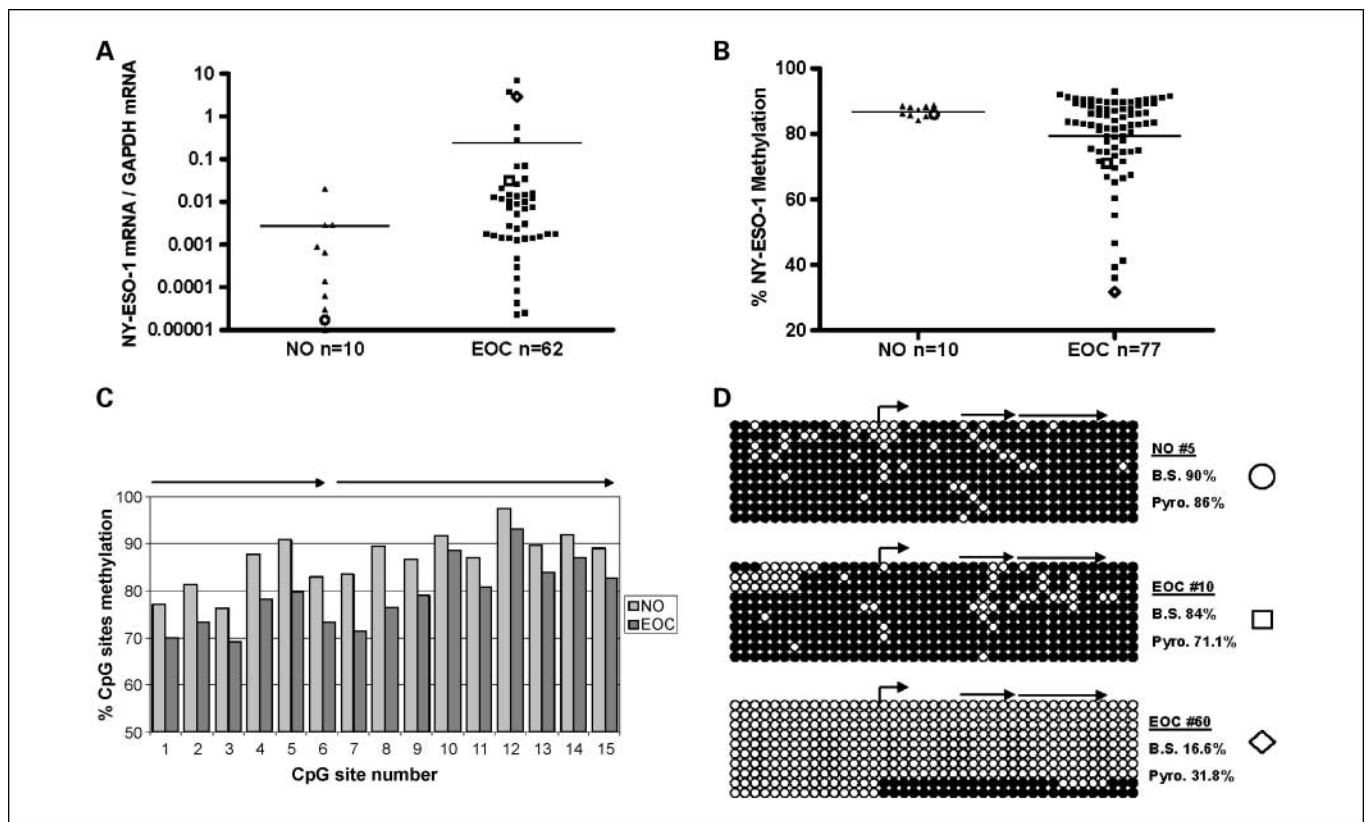 A
NY-ESO-1 mRNA / GAPDH mRNA
10
1
0.1
0.01
0.001
0.0001
0.00001
NO n=10
EOC n=62
B
% NY-ESO-1 Methylation
100
80
60
40
20
NO n=10
EOC n=77
C
% CpG sites methylation
100
90
80
70
60
50
1 2 3 4 5 6 7 8 9 10 11 12 13 14 15
CpG site number
NO
EOC
D
NO #5
B.S. 90%
Pyro. 86%
EOC #10
B.S. 84%
Pyro. 71.1%
EOC #60
B.S. 16.6%
Pyro. 31.8%